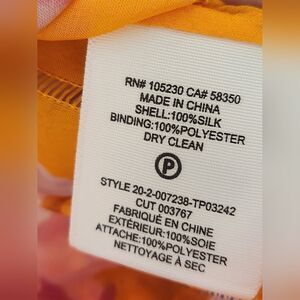 RN# 105230 CA# 58350
MADE IN CHINA
SHELL:100%SILK
BINDING:100%POLYESTER
DRY CLEAN
P
STYLE 20-2-007238-TP03242
CUT 003767
FABRIQUÉ EN CHINE
EXTÉRIEUR:100%SOIE
ATTACHE:100%POLYESTER
NETTOYAGE À SEC